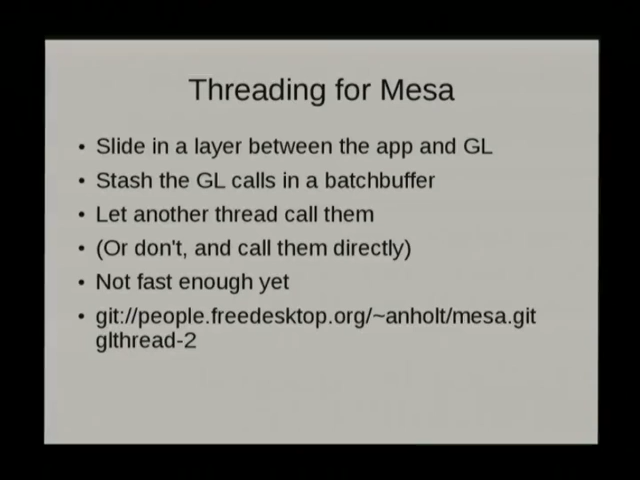 Threading for Mesa
• Slide in a layer between the app and GL
• Stash the GL calls in a batchbuffer
• Let another thread call them
• (Or don't, and call them directly)
• Not fast enough yet
• git://people.freedesktop.org/~anholt/mesa.git
glthread-2